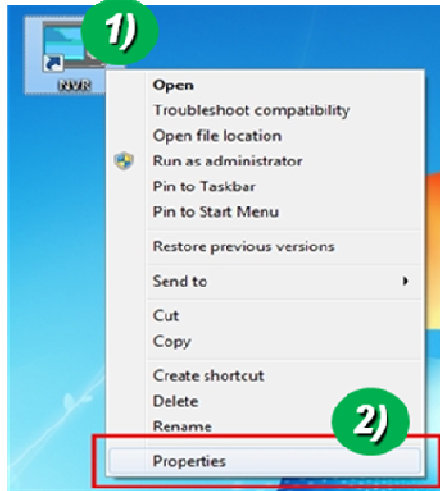 1)
NVR
Open
Troubleshoot compatibility
Open file location
Run as administrator
Pin to Taskbar
Pin to Start Menu
Restore previous versions
Send to
Cut
Copy
Create shortcut
Delete
Rename
2)
Properties